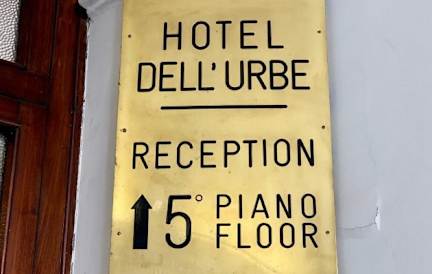 HOTEL
DELL'URBE
RECEPTION
5° PIANO
FLOOR